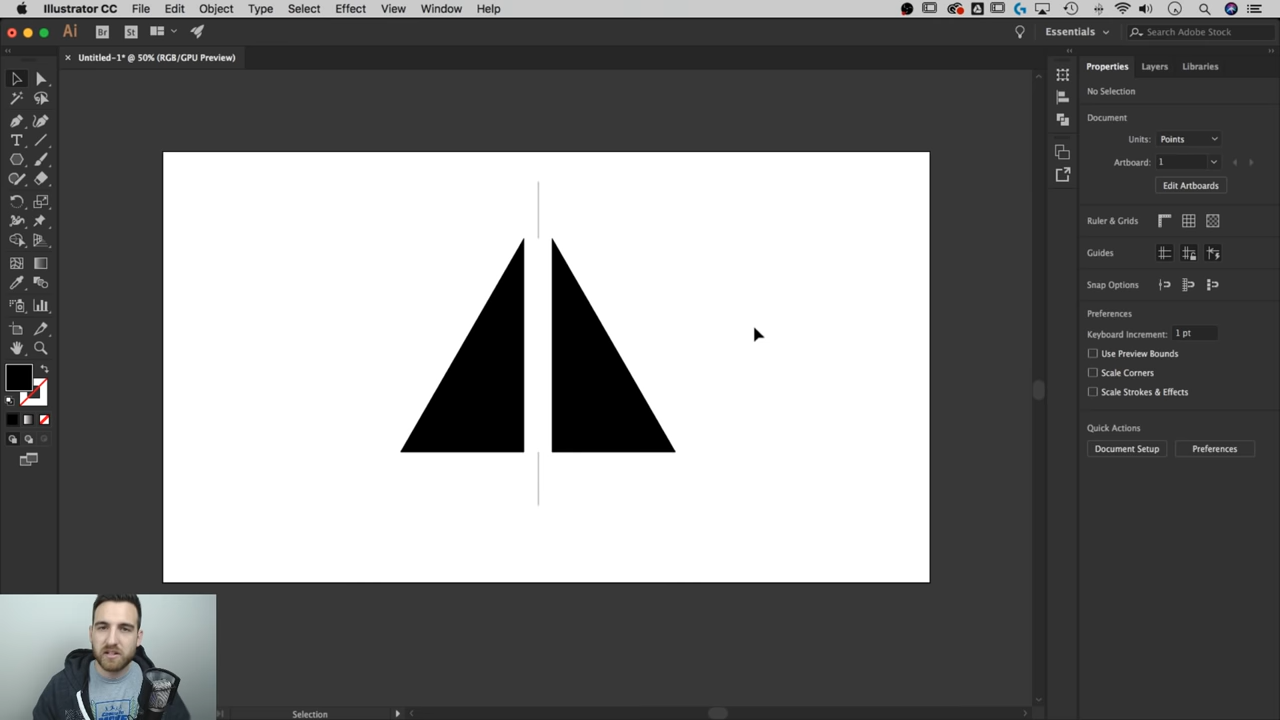 Illustrator CC File Edit Object Type Select Effect View Window Help
Ai Br St Essentials Search Adobe Stock
× Untitled-1* @ 50% (RGB/GPU Preview)
Properties Layers Libraries
No Selection
Document
Units: Points
Artboard: 1
Edit Artboards
Ruler & Grids
Guides
Snap Options
Preferences
Keyboard Increment: 1 pt
Use Preview Bounds
Scale Corners
Scale Strokes & Effects
Quick Actions
Document Setup Preferences
Selection